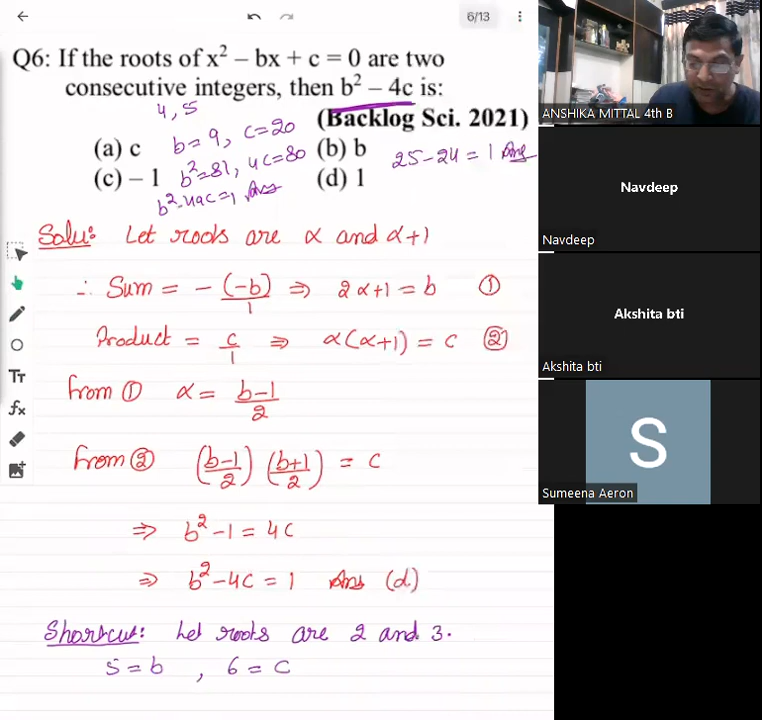 6/13
Q6: If the roots of x² – bx + c = 0 are two
consecutive integers, then b² – 4c is:
(Backlog Sci. 2021)
4, 5
b = 9, c = 20
b² = 81, 4c = 80
b² - 4ac = 1 Ans
25 - 24 = 1 Ans
(a) c
(b) b
(c) – 1
(d) 1
Solu: Let roots are α and α+1
∴ Sum = - (-b)/1 ⇒ 2α+1 = b ①
Product = c/1 ⇒ α(α+1) = c ②
From ① α = (b-1)/2
From ② ((b-1)/2) ((b+1)/2) = c
⇒ b² - 1 = 4c
⇒ b² - 4c = 1 Ans (d)
Shortcut: Let roots are 2 and 3.
5 = b , 6 = c
Tт
fx
ANSHIKA MITTAL 4th B
Navdeep
Navdeep
Akshita bti
Akshita bti
S
Sumeena Aeron